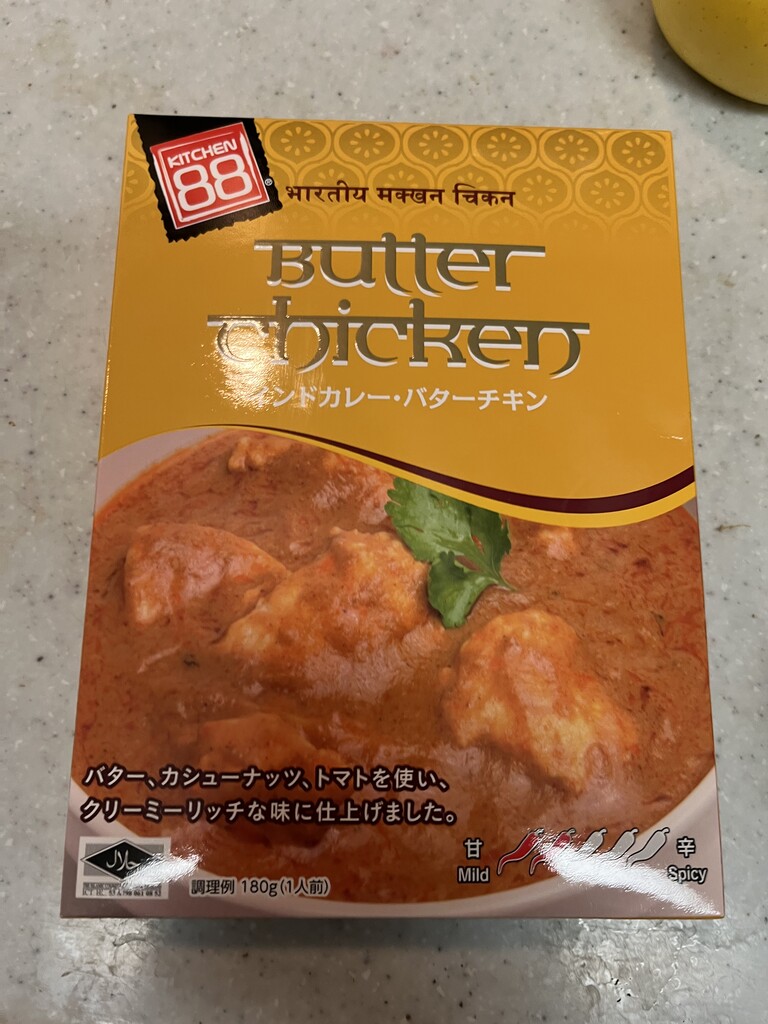 KITCHEN
88®
भारतीय मक्खन चिकन
Butter
chicken
インドカレー・バターチキン
バター、カシューナッツ、トマトを使い、
クリーミーリッチな味に仕上げました。
حلال
調理例 180g(1人前)
甘
Mild
辛
Spicy